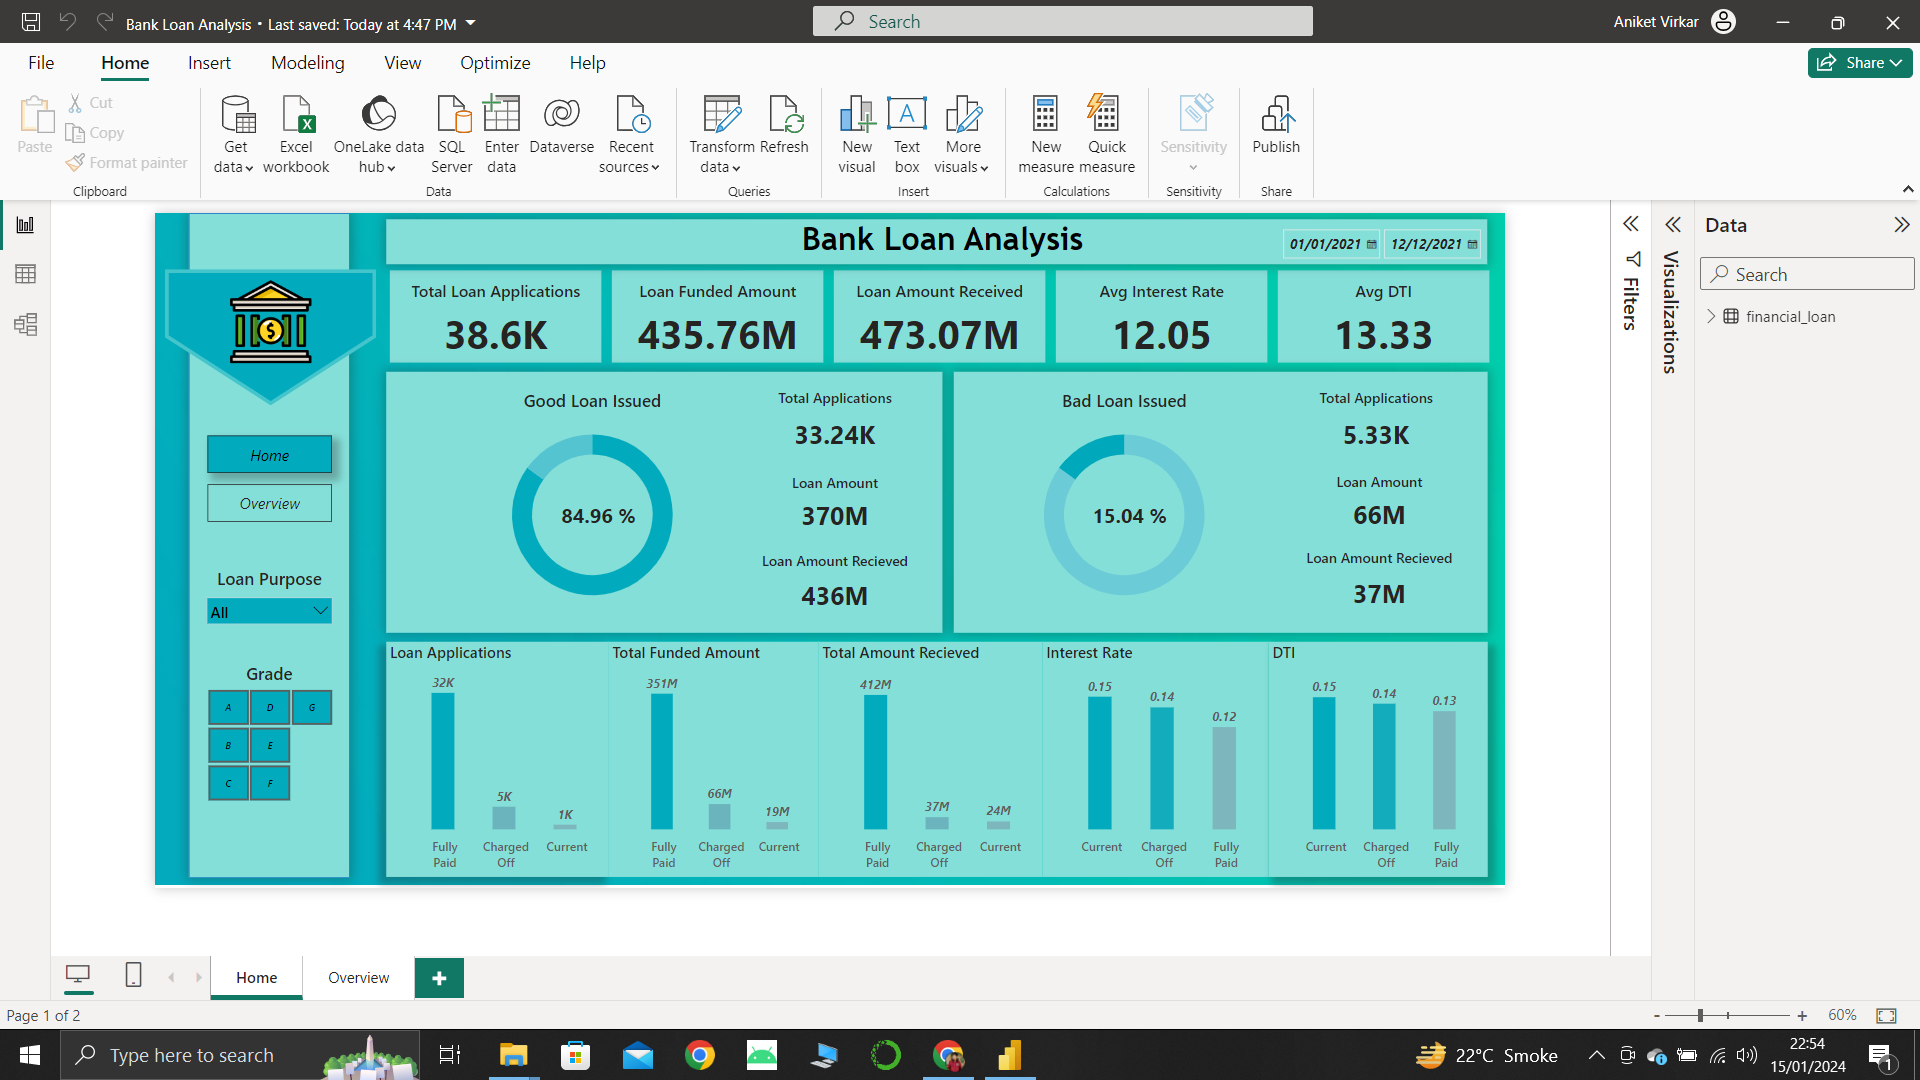 Bank Loan Analysis • Last saved: Today at 4:47 PM
Search
Aniket Virkar
File Home Insert Modeling View Optimize Help
Share
Paste
Cut
Copy
Format painter
Clipboard
Get data
Excel workbook
OneLake data hub
SQL Server
Enter data
Dataverse
Recent sources
Data
Transform data
Refresh
Queries
New visual
Text box
More visuals
Insert
New measure
Quick measure
Calculations
Sensitivity
Sensitivity
Publish
Share
Bank Loan Analysis
01/01/2021 12/12/2021
Total Loan Applications
38.6K
Loan Funded Amount
435.76M
Loan Amount Received
473.07M
Avg Interest Rate
12.05
Avg DTI
13.33
Home
Overview
Loan Purpose
All
Grade
A D G
B E
C F
Good Loan Issued
84.96 %
Total Applications
33.24K
Loan Amount
370M
Loan Amount Recieved
436M
Bad Loan Issued
15.04 %
Total Applications
5.33K
Loan Amount
66M
Loan Amount Recieved
37M
Loan Applications
32K
5K
1K
Fully Paid
Charged Off
Current
Total Funded Amount
351M
66M
19M
Fully Paid
Charged Off
Current
Total Amount Recieved
412M
37M
24M
Fully Paid
Charged Off
Current
Interest Rate
0.15
0.14
0.12
Current
Charged Off
Fully Paid
DTI
0.15
0.14
0.13
Current
Charged Off
Fully Paid
Filters
Visualizations
Data
Search
financial_loan
Home Overview +
Page 1 of 2
- + 60%
Type here to search
22°C Smoke
22:54
15/01/2024
1